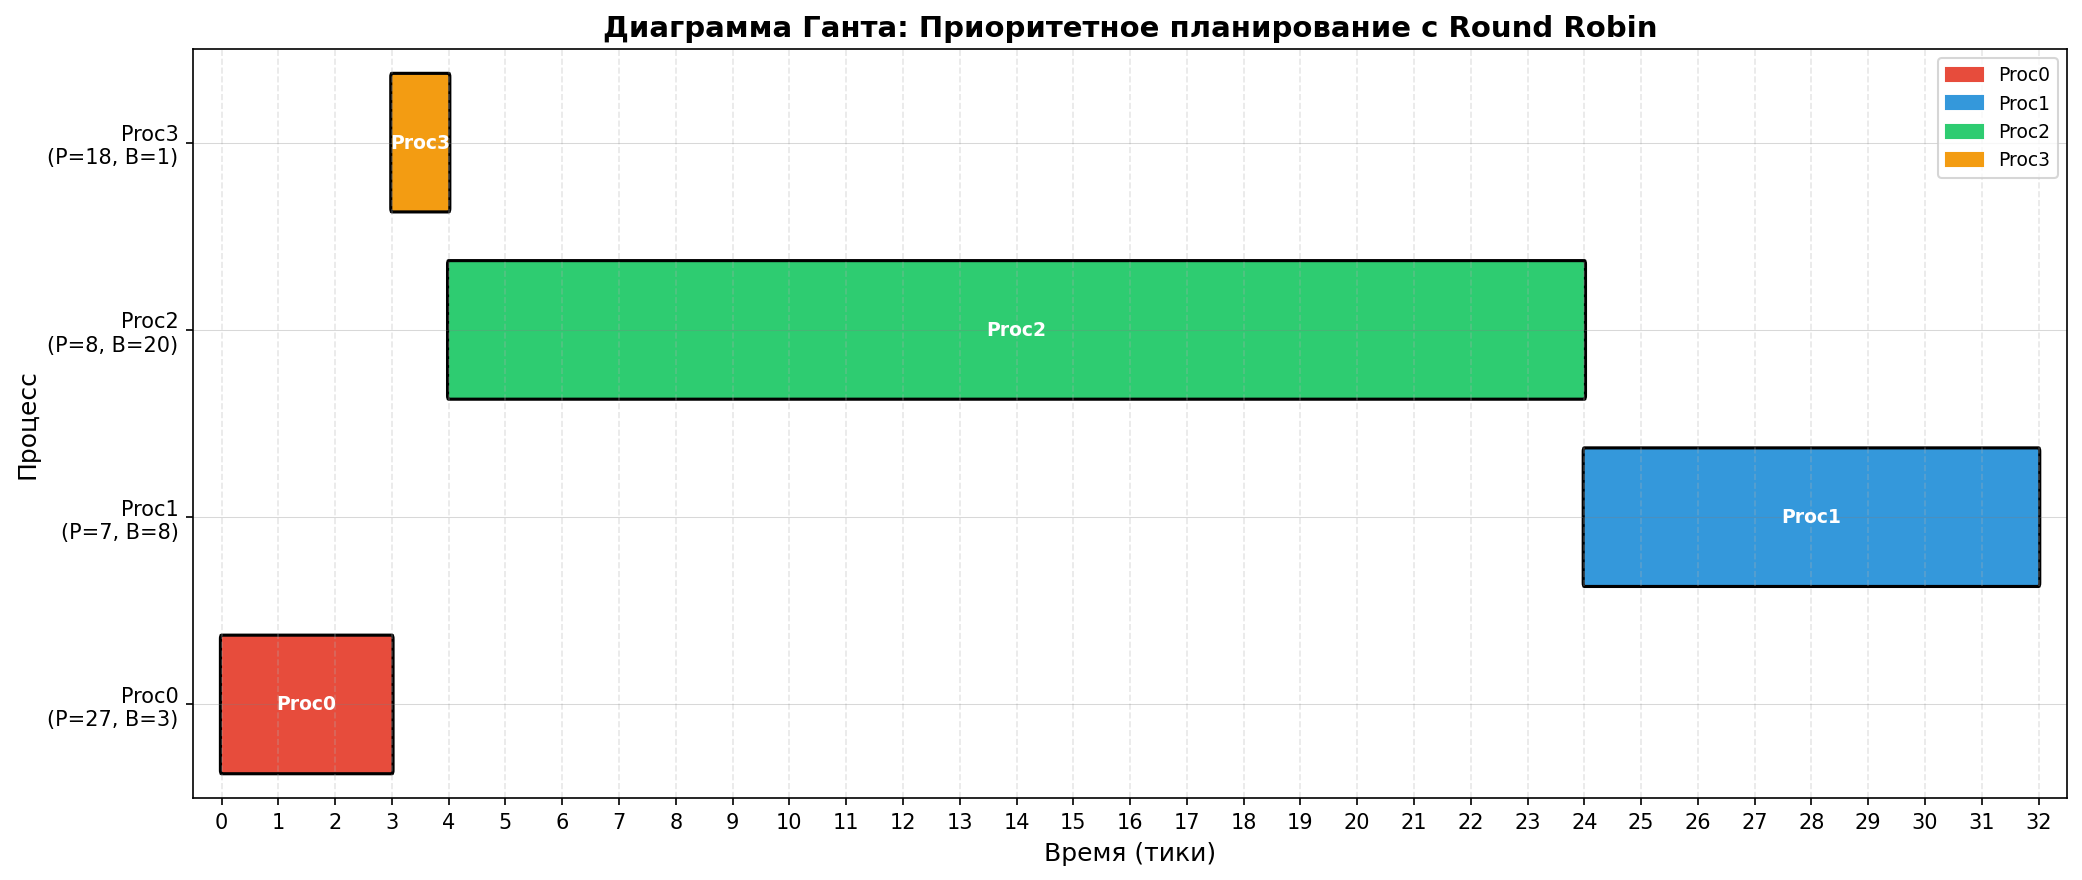 Диаграмма Ганта: Приоритетное планирование с Round Robin
Proc0
Proc1
Proc2
Proc3
Процесс
Proc3
(P=18, B=1)
Proc2
(P=8, B=20)
Proc1
(P=7, B=8)
Proc0
(P=27, B=3)
Proc3
Proc2
Proc1
Proc0
0 1 2 3 4 5 6 7 8 9 10 11 12 13 14 15 16 17 18 19 20 21 22 23 24 25 26 27 28 29 30 31 32
Время (тики)